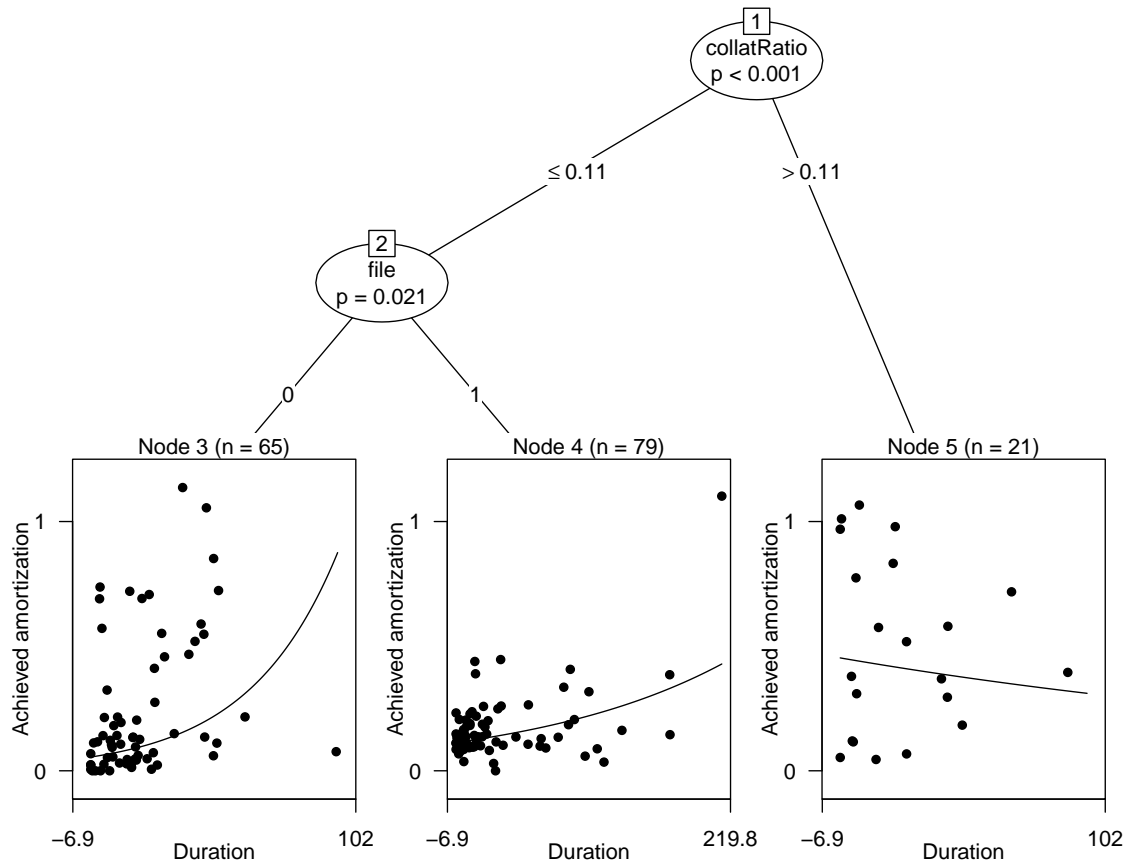 1
collatRatio
p < 0.001
≤ 0.11
> 0.11
2
file
p = 0.021
0
1
Node 3 (n = 65)
Achieved amortization
1
0
−6.9
102
Duration
Node 4 (n = 79)
Achieved amortization
1
0
−6.9
219.8
Duration
Node 5 (n = 21)
Achieved amortization
1
0
−6.9
102
Duration